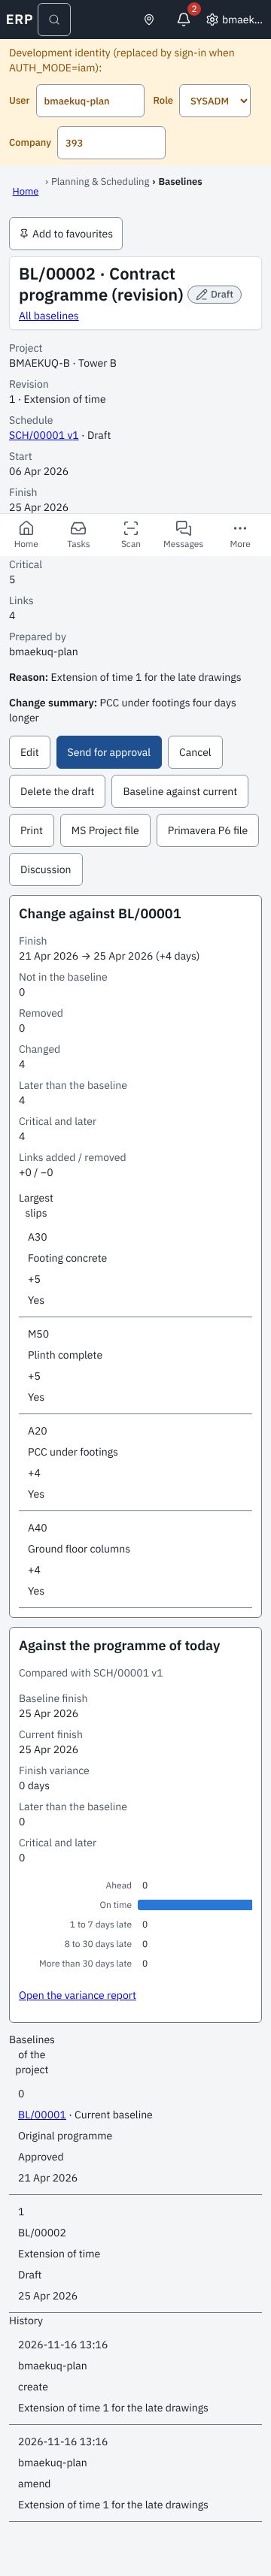 ERP
2
bmaek...
Development identity (replaced by sign-in when
AUTH_MODE=iam):
User
bmaekuq-plan
Role
SYSADM
Company
393
Home › Planning & Scheduling › Baselines
Add to favourites
BL/00002 · Contract
programme (revision)
Draft
All baselines
Project
BMAEKUQ-B · Tower B
Revision
1 · Extension of time
Schedule
SCH/00001 v1 · Draft
Start
06 Apr 2026
Finish
25 Apr 2026
Home
Tasks
Scan
Messages
More
Critical
5
Links
4
Prepared by
bmaekuq-plan
Reason: Extension of time 1 for the late drawings
Change summary: PCC under footings four days
longer
Edit
Send for approval
Cancel
Delete the draft
Baseline against current
Print
MS Project file
Primavera P6 file
Discussion
Change against BL/00001
Finish
21 Apr 2026 → 25 Apr 2026 (+4 days)
Not in the baseline
0
Removed
0
Changed
4
Later than the baseline
4
Critical and later
4
Links added / removed
+0 / −0
Largest
slips
A30
Footing concrete
+5
Yes
M50
Plinth complete
+5
Yes
A20
PCC under footings
+4
Yes
A40
Ground floor columns
+4
Yes
Against the programme of today
Compared with SCH/00001 v1
Baseline finish
25 Apr 2026
Current finish
25 Apr 2026
Finish variance
0 days
Later than the baseline
0
Critical and later
0
Ahead 0
On time
1 to 7 days late 0
8 to 30 days late 0
More than 30 days late 0
Open the variance report
Baselines
of the
project
0
BL/00001 · Current baseline
Original programme
Approved
21 Apr 2026
1
BL/00002
Extension of time
Draft
25 Apr 2026
History
2026-11-16 13:16
bmaekuq-plan
create
Extension of time 1 for the late drawings
2026-11-16 13:16
bmaekuq-plan
amend
Extension of time 1 for the late drawings